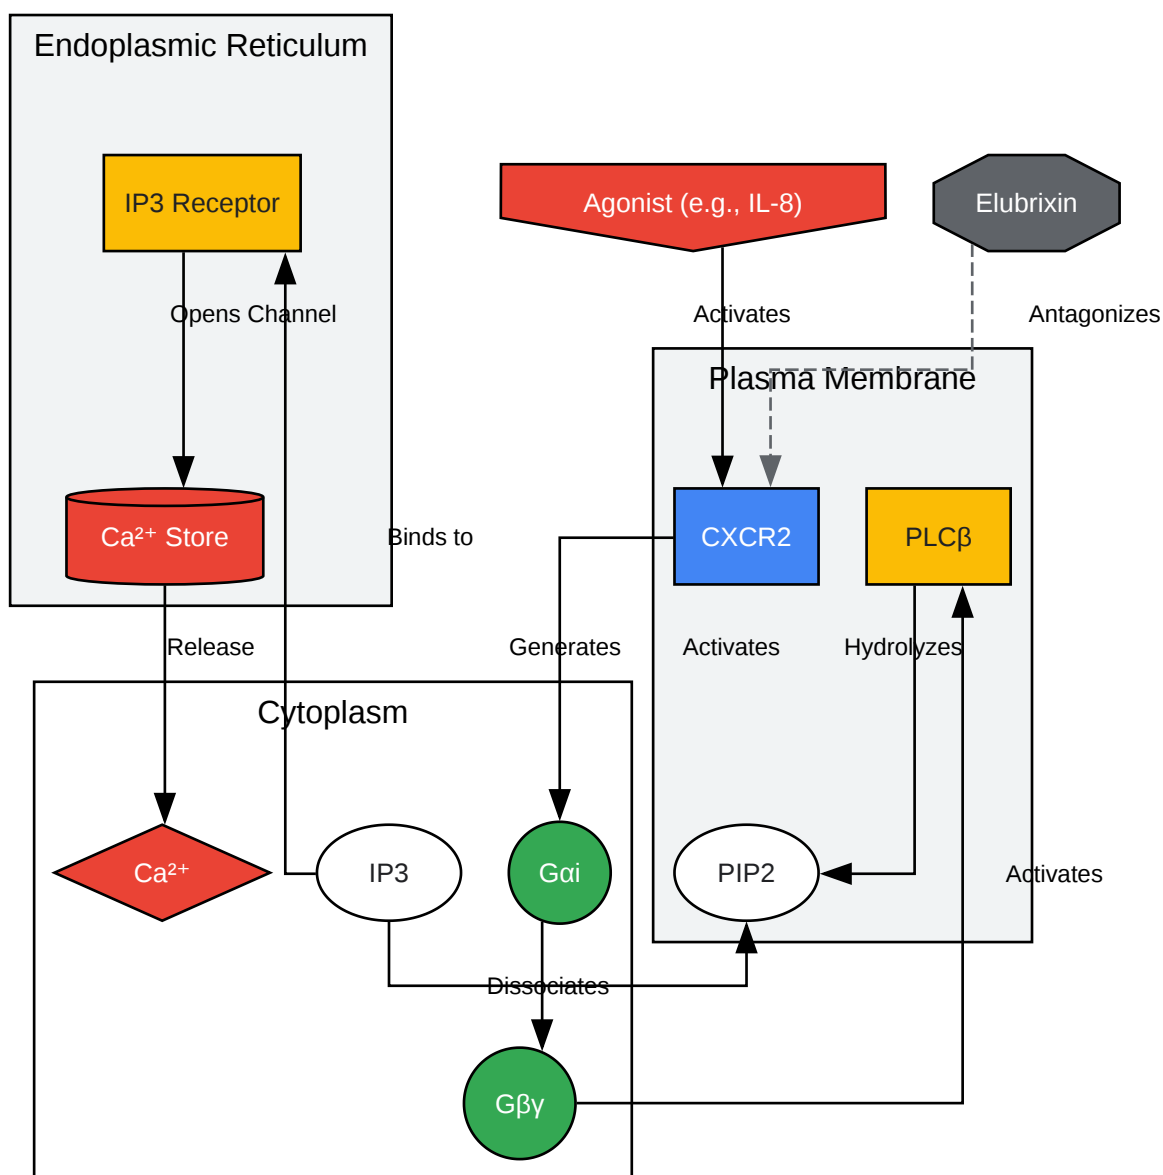 Endoplasmic Reticulum
IP3 Receptor
Agonist (e.g., IL-8)
Elubrixin
Opens Channel
Activates
Antagonizes
Plasma Membrane
Ca²⁺ Store
Binds to
CXCR2
PLCβ
Release
Generates
Activates
Hydrolyzes
Cytoplasm
Ca²⁺
IP3
Gαi
PIP2
Activates
Dissociates
Gβγ